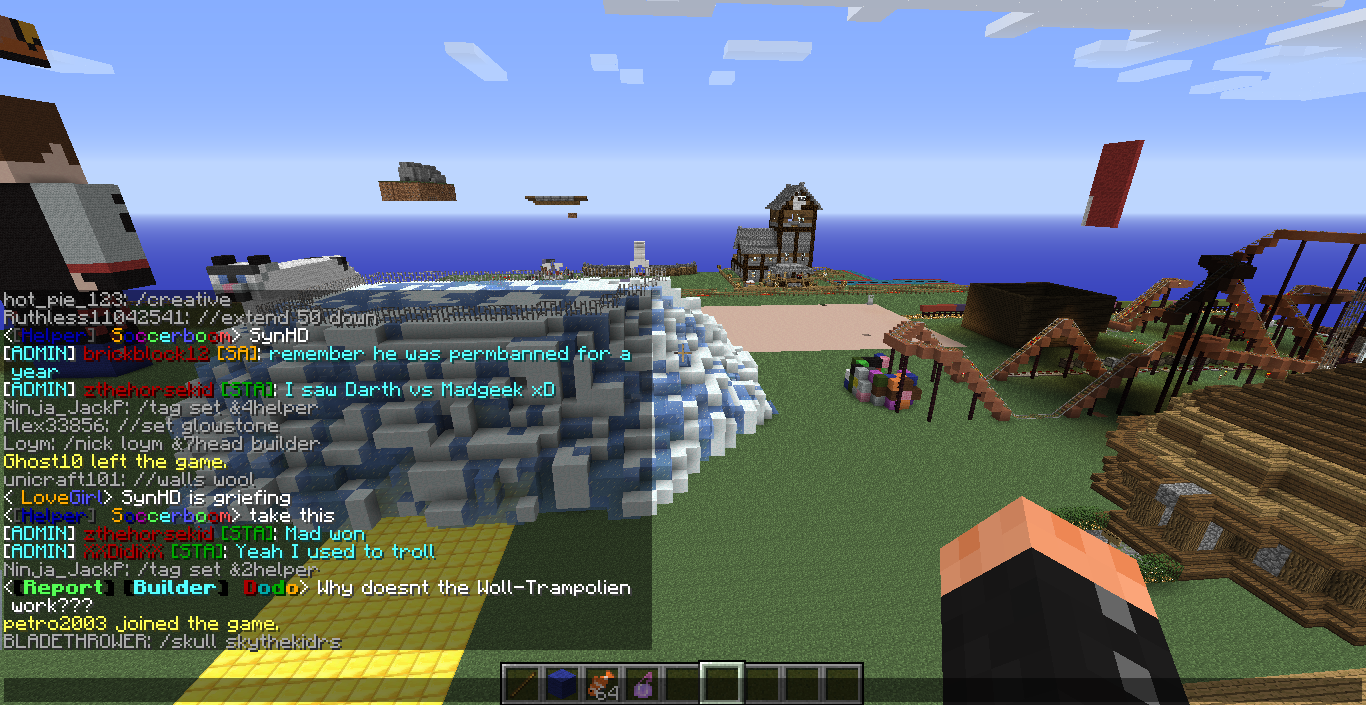 hot_pie_123: /creative
Ruthless11042541: //extend 50 down
<[Helper] Soccerboom> SynHD
[ADMIN] brickblock12 [SA]: remember he was permbanned for a
year
[ADMIN] zthehorsekid [STA]: I saw Darth vs Madgeek xD
Ninja_JackP: /tag set &4helper
Alex33856: //set glowstone
Loym: /nick loym &7head builder
Ghost10 left the game.
unicraft101: //walls wool
< LoveGirl> SynHD is griefing
<[Helper] Soccerboom> take this
[ADMIN] zthehorsekid [STA]: Mad won
[ADMIN] XXDidiXX [STA]: Yeah I used to troll
Ninja_JackP: /tag set &2helper
<[Report] [Builder] Dodo> Why doesnt the Woll-Trampolien
work???
petro2003 joined the game.
BLADETHROWER: /skull skythekidrs
64